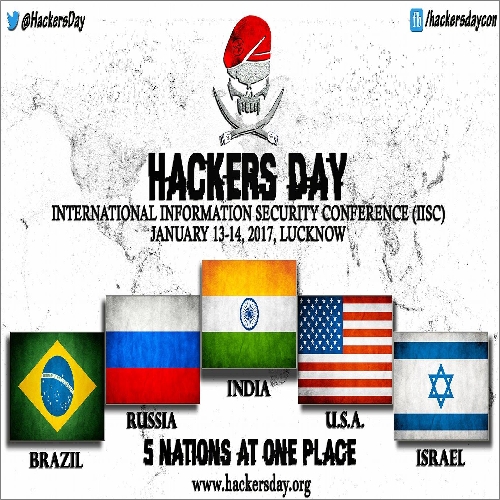 @HackersDay
/hackersdaycon
HACKERS DAY
INTERNATIONAL INFORMATION SECURITY CONFERENCE (IISC)
JANUARY 13-14, 2017, LUCKNOW
BRAZIL
RUSSIA
INDIA
U.S.A.
ISRAEL
5 NATIONS AT ONE PLACE
www.hackersday.org